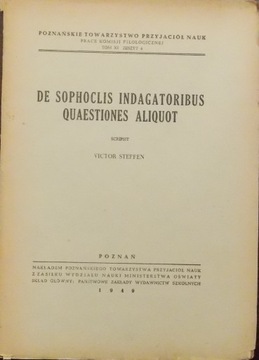 POZNAŃSKIE TOWARZYSTWO PRZYJACIÓŁ NAUK
PRACE KOMISJI FILOLOGICZNEJ
TOM XI ZESZYT 4
DE SOPHOCLIS INDAGATORIBUS
QUAESTIONES ALIQUOT
SCRIPSIT
VICTOR STEFFEN
POZNAŃ
NAKŁADEM POZNAŃSKIEGO TOWARZYSTWA PRZYJACIÓŁ NAUK
Z ZASIŁKU WYDZIAŁU NAUKI MINISTERSTWA OŚWIATY
SKŁAD GŁÓWNY: PAŃSTWOWE ZAKŁADY WYDAWNICTW SZKOLNYCH
1949